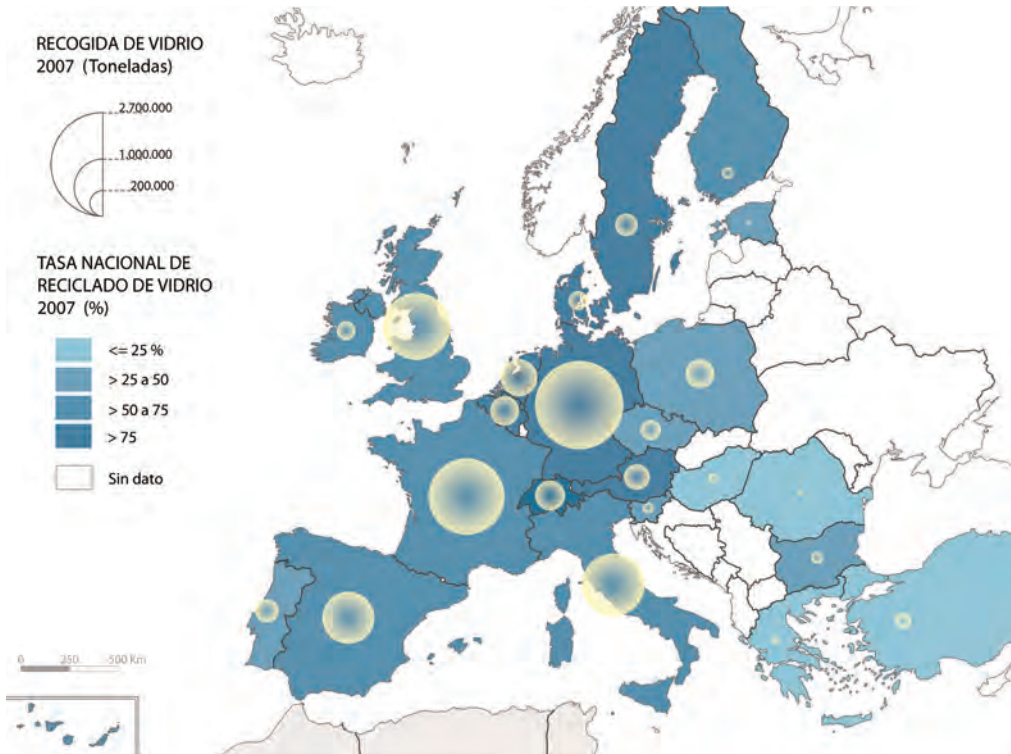 RECOGIDA DE VIDRIO
2007 (Toneladas)
2.700.000
1.000.000
200.000
TASA NACIONAL DE
RECICLADO DE VIDRIO
2007 (%)
<= 25 %
> 25 a 50
> 50 a 75
> 75
Sin dato
0 250 500 Km